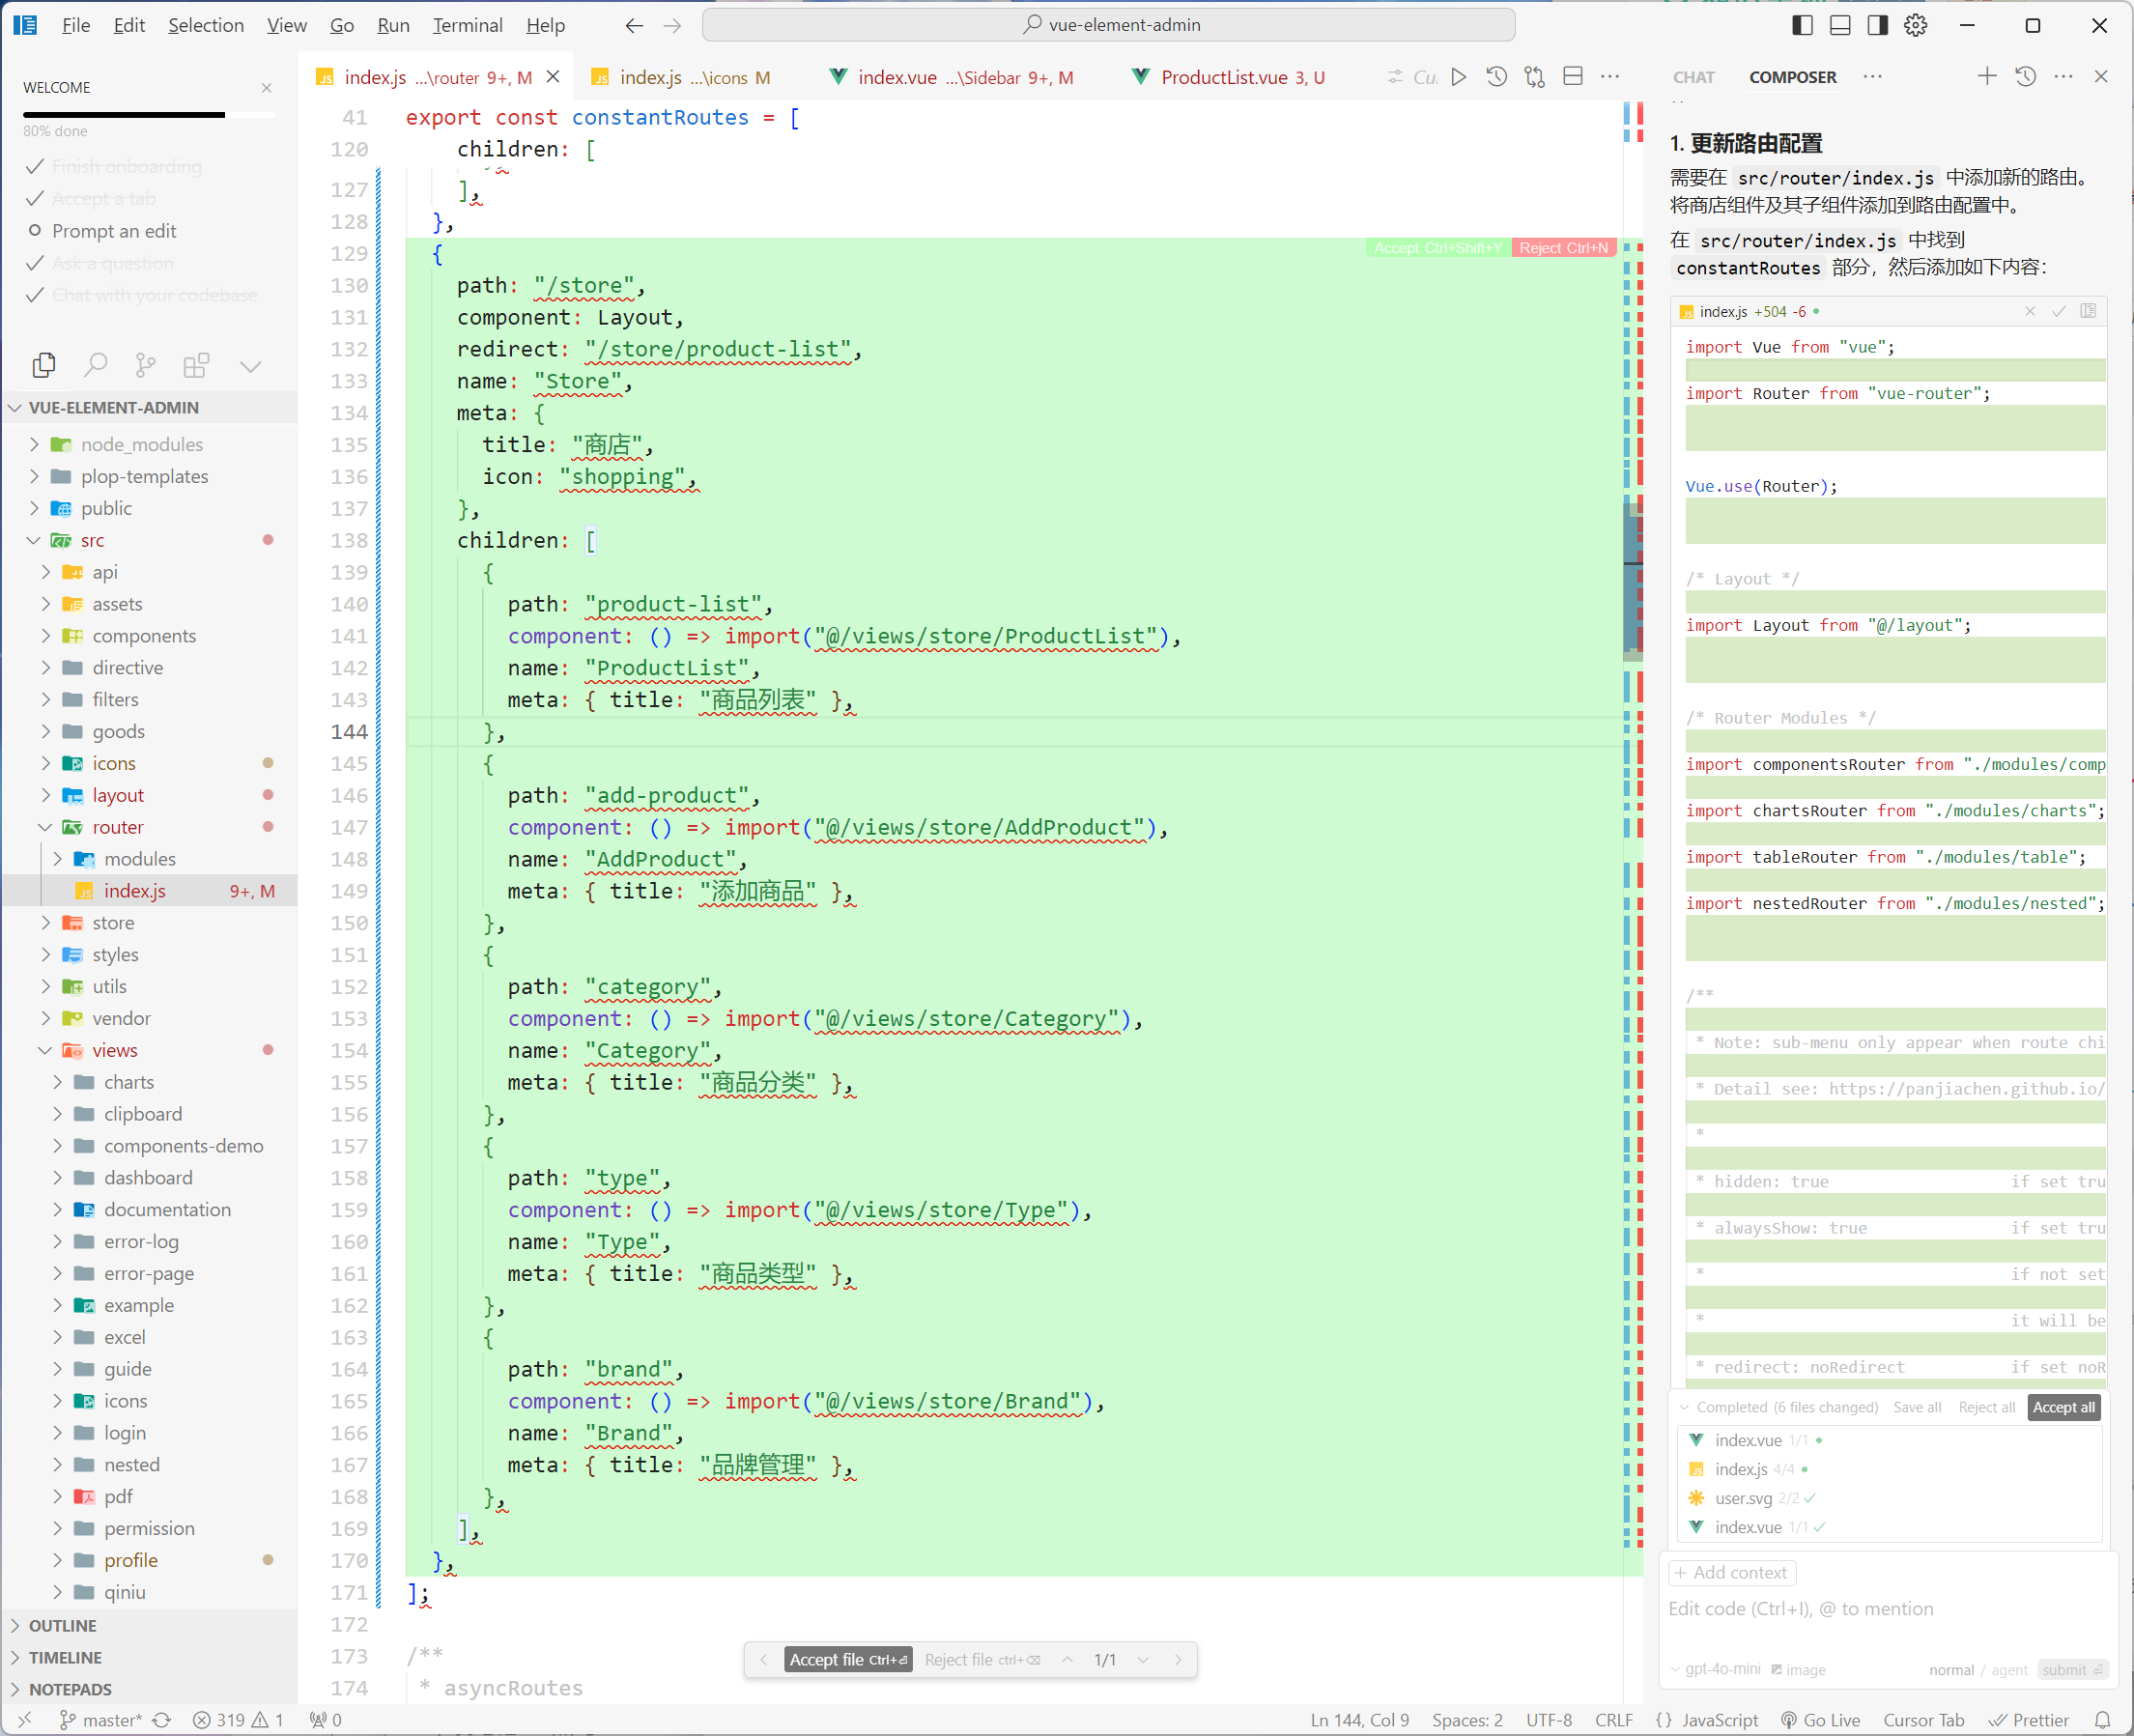 File Edit Selection View Go Run Terminal Help
vue-element-admin
WELCOME
80% done
Finish onboarding
Accept a tab
Prompt an edit
Ask a question
Chat with your codebase
VUE-ELEMENT-ADMIN
node_modules
plop-templates
public
src
api
assets
components
directive
filters
goods
icons
layout
router
modules
index.js 9+, M
store
styles
utils
vendor
views
charts
clipboard
components-demo
dashboard
documentation
error-log
error-page
example
excel
guide
icons
login
nested
pdf
permission
profile
qiniu
OUTLINE
TIMELINE
NOTEPADS
index.js ...\router 9+, M
index.js ...\icons M
index.vue ...\Sidebar 9+, M
ProductList.vue 3, U
41 export const constantRoutes = [
120 children: [
127 ],
128 },
Accept Ctrl+Shift+Y Reject Ctrl+N
129 {
130 path: "/store",
131 component: Layout,
132 redirect: "/store/product-list",
133 name: "Store",
134 meta: {
135 title: "商店",
136 icon: "shopping",
137 },
138 children: [
139 {
140 path: "product-list",
141 component: () => import("@/views/store/ProductList"),
142 name: "ProductList",
143 meta: { title: "商品列表" },
144 },
145 {
146 path: "add-product",
147 component: () => import("@/views/store/AddProduct"),
148 name: "AddProduct",
149 meta: { title: "添加商品" },
150 },
151 {
152 path: "category",
153 component: () => import("@/views/store/Category"),
154 name: "Category",
155 meta: { title: "商品分类" },
156 },
157 {
158 path: "type",
159 component: () => import("@/views/store/Type"),
160 name: "Type",
161 meta: { title: "商品类型" },
162 },
163 {
164 path: "brand",
165 component: () => import("@/views/store/Brand"),
166 name: "Brand",
167 meta: { title: "品牌管理" },
168 },
169 ],
170 },
171 ];
172
173 /**
174 * asyncRoutes
Accept file Ctrl+⏎ Reject file ctrl+⌫ 1/1
CHAT COMPOSER
1. 更新路由配置
需要在 src/router/index.js 中添加新的路由。
将商店组件及其子组件添加到路由配置中。
在 src/router/index.js 中找到
constantRoutes 部分，然后添加如下内容：
index.js +504 -6
import Vue from "vue";
import Router from "vue-router";
Vue.use(Router);
/* Layout */
import Layout from "@/layout";
/* Router Modules */
import componentsRouter from "./modules/comp
import chartsRouter from "./modules/charts";
import tableRouter from "./modules/table";
import nestedRouter from "./modules/nested";
/**
* Note: sub-menu only appear when route chi
* Detail see: https://panjiachen.github.io/
*
* hidden: true if set tru
* alwaysShow: true if set tru
* if not set
* it will be
* redirect: noRedirect if set noR
Completed (6 files changed) Save all Reject all Accept all
index.vue 1/1
index.js 4/4
user.svg 2/2
index.vue 1/1
+ Add context
Edit code (Ctrl+I), @ to mention
gpt-4o-mini image normal / agent submit ⏎
master* 319 1 0
Ln 144, Col 9 Spaces: 2 UTF-8 CRLF {} JavaScript Go Live Cursor Tab Prettier